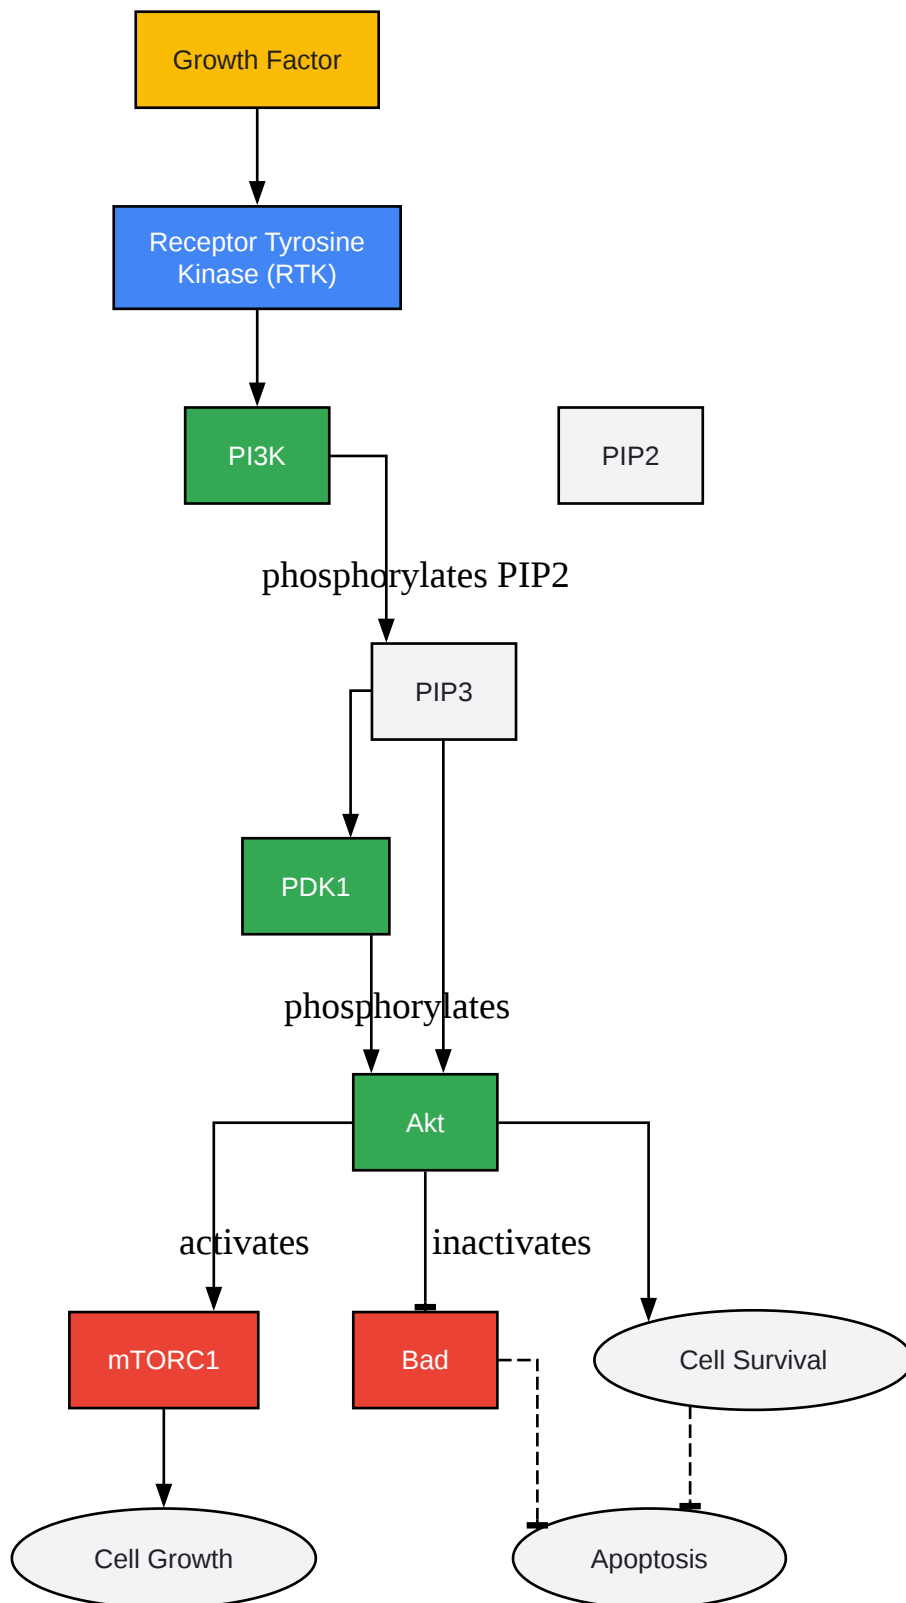 Growth Factor
Receptor Tyrosine
Kinase (RTK)
PI3K
PIP2
phosphorylates PIP2
PIP3
PDK1
phosphorylates
Akt
activates
inactivates
mTORC1
Bad
Cell Survival
Cell Growth
Apoptosis